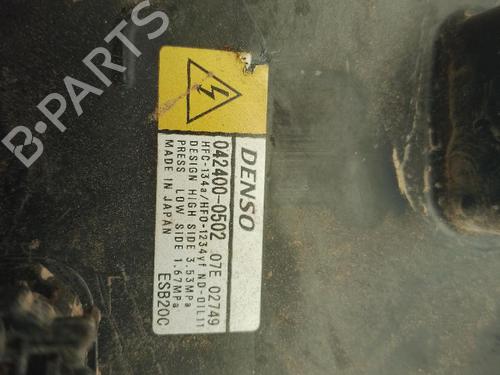 B-PARTS
DENSO
042400-0502 07E 02749
HFC-134a/HFO-1234yf ND-OIL11
DESIGN HIGH SIDE 3.53MPa
PRESS LOW SIDE 1.67MPa
MADE IN JAPAN ESB20C